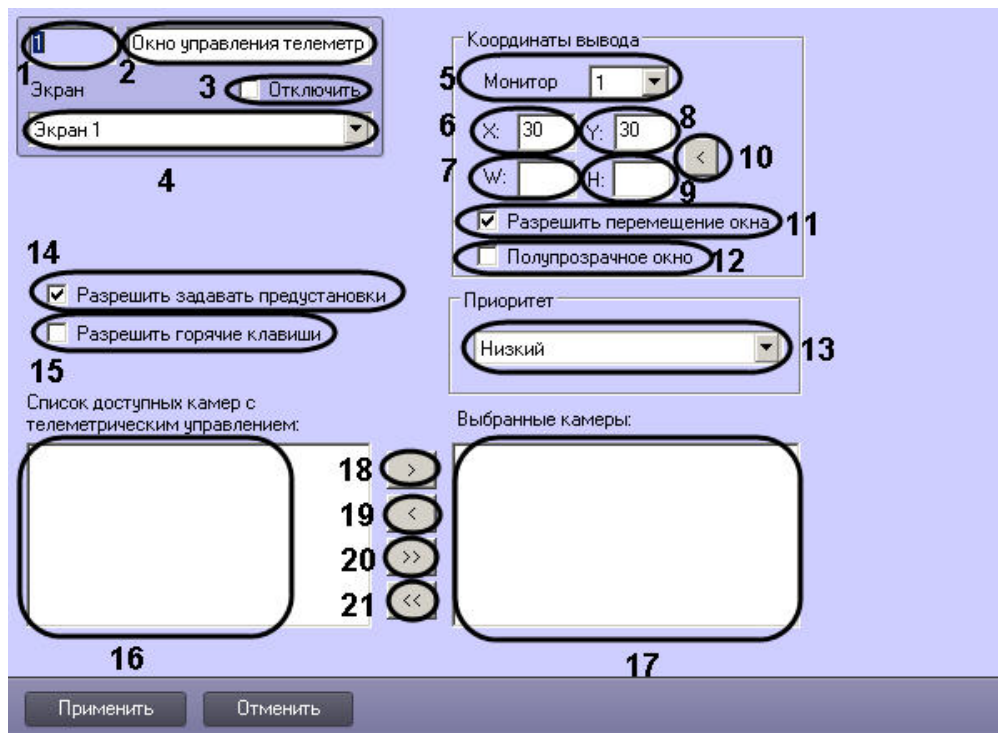 1
Окно управления телеметр
1
2
Экран
3
Отключить
Экран 1
4
Координаты вывода
5
Монитор
1
6
X: 30
Y: 30
8
7
W:
H:
9
<
10
Разрешить перемещение окна
11
Полупрозрачное окно
12
14
Разрешить задавать предустановки
Разрешить горячие клавиши
15
Приоритет
Низкий
13
Список доступных камер с
телеметрическим управлением:
Выбранные камеры:
18 >
19 <
20 >>
21 <<
16
17
Применить
Отменить